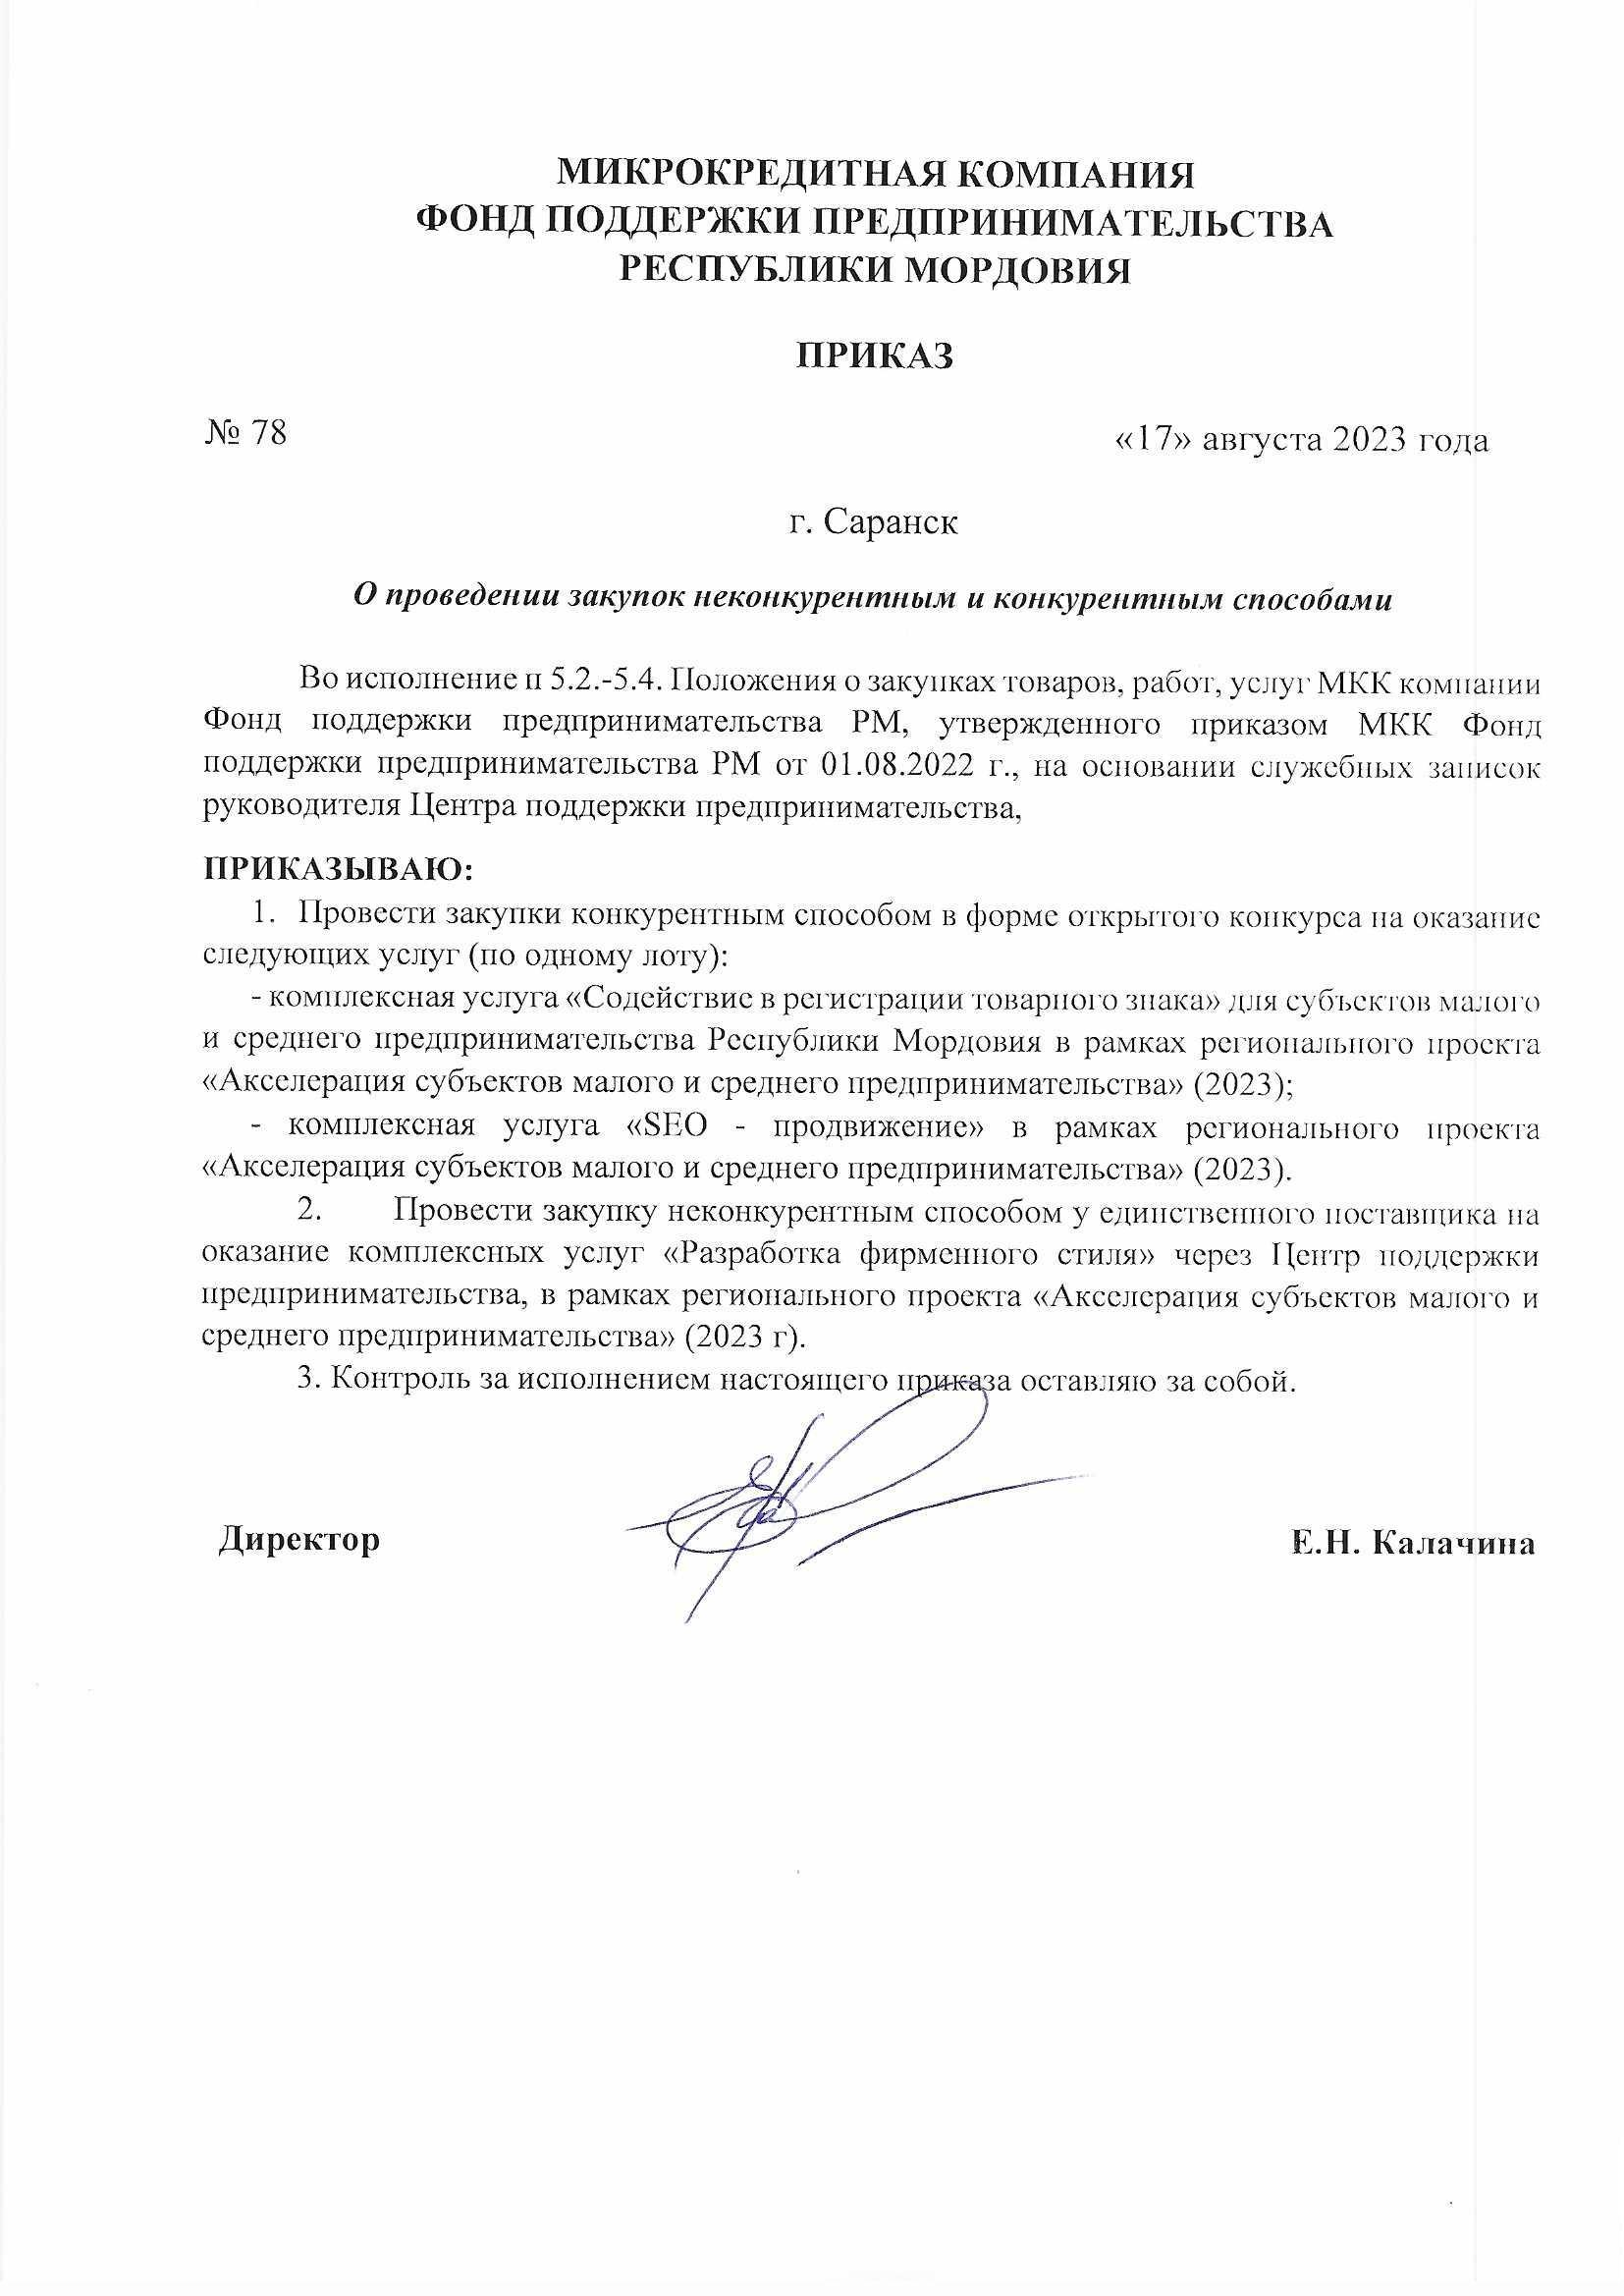 МИКРОКРЕДИТНАЯ КОМПАНИЯ
ФОНД ПОДДЕРЖКИ ПРЕДПРИНИМАТЕЛЬСТВА
РЕСПУБЛИКИ МОРДОВИЯ
ПРИКАЗ
№ 78 «17» августа 2023 года
г. Саранск
О проведении закупок неконкурентным и конкурентным способами
Во исполнение п 5.2.-5.4. Положения о закупках товаров, работ, услуг МКК компании
Фонд поддержки предпринимательства РМ, утвержденного приказом МКК Фонд
поддержки предпринимательства РМ от 01.08.2022 г., на основании служебных записок
руководителя Центра поддержки предпринимательства,
ПРИКАЗЫВАЮ:
1. Провести закупки конкурентным способом в форме открытого конкурса на оказание
следующих услуг (по одному лоту):
- комплексная услуга «Содействие в регистрации товарного знака» для субъектов малого
и среднего предпринимательства Республики Мордовия в рамках регионального проекта
«Акселерация субъектов малого и среднего предпринимательства» (2023);
- комплексная услуга «SEO - продвижение» в рамках регионального проекта
«Акселерация субъектов малого и среднего предпринимательства» (2023).
2. Провести закупку неконкурентным способом у единственного поставщика на
оказание комплексных услуг «Разработка фирменного стиля» через Центр поддержки
предпринимательства, в рамках регионального проекта «Акселерация субъектов малого и
среднего предпринимательства» (2023 г).
3. Контроль за исполнением настоящего приказа оставляю за собой.
Директор Е.Н. Калачина